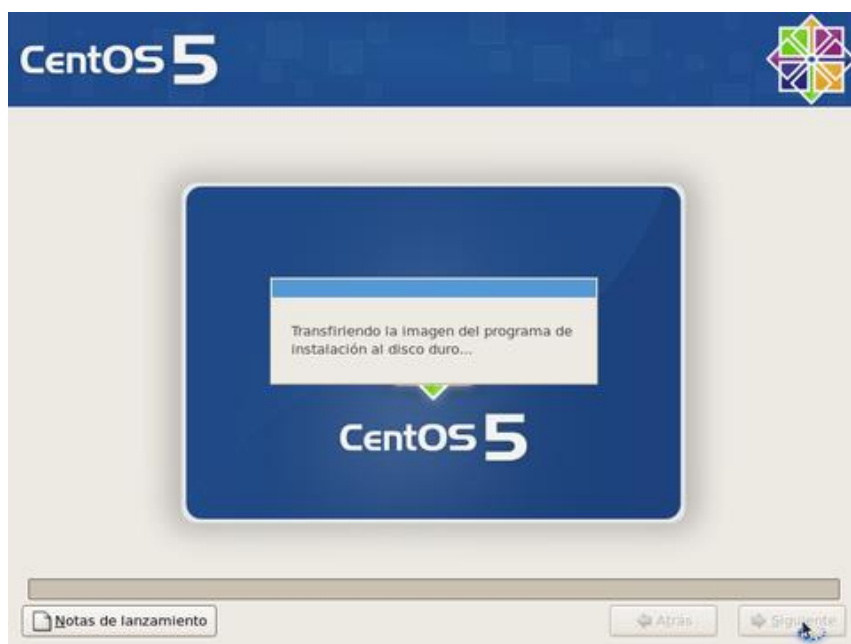 CentOS 5
Transfiriendo la imagen del programa de
instalación al disco duro...
CentOS 5
Notas de lanzamiento
Atrás
Siguiente